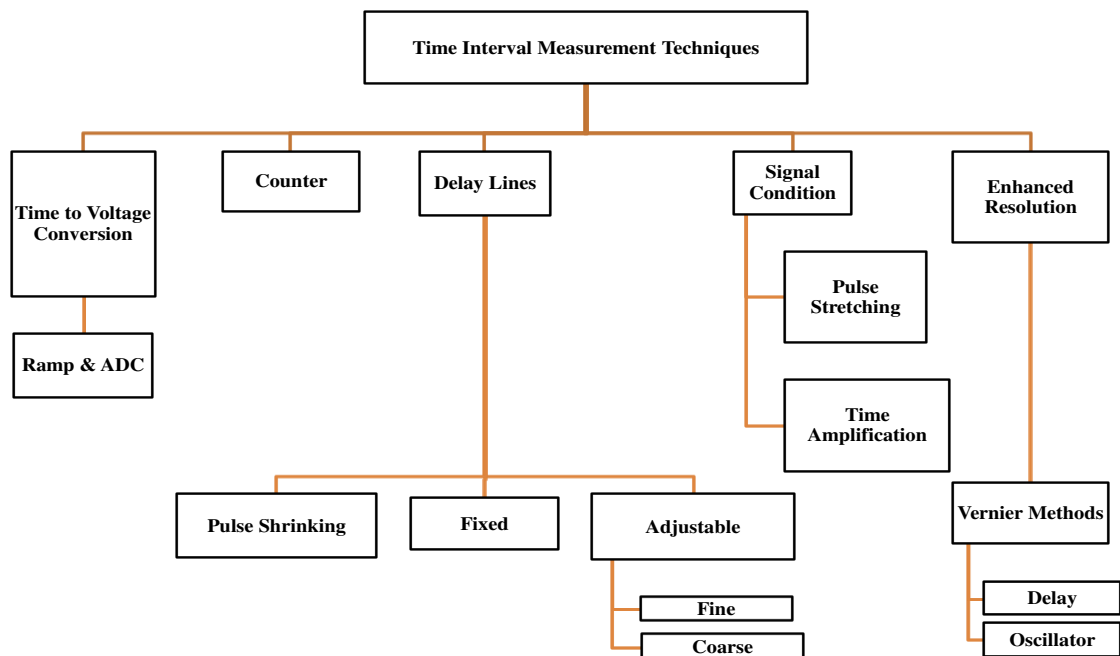 Time Interval Measurement Techniques
Time to Voltage
Conversion
Counter
Delay Lines
Signal
Condition
Enhanced
Resolution
Ramp & ADC
Pulse
Stretching
Time
Amplification
Pulse Shrinking
Fixed
Adjustable
Fine
Coarse
Vernier Methods
Delay
Oscillator